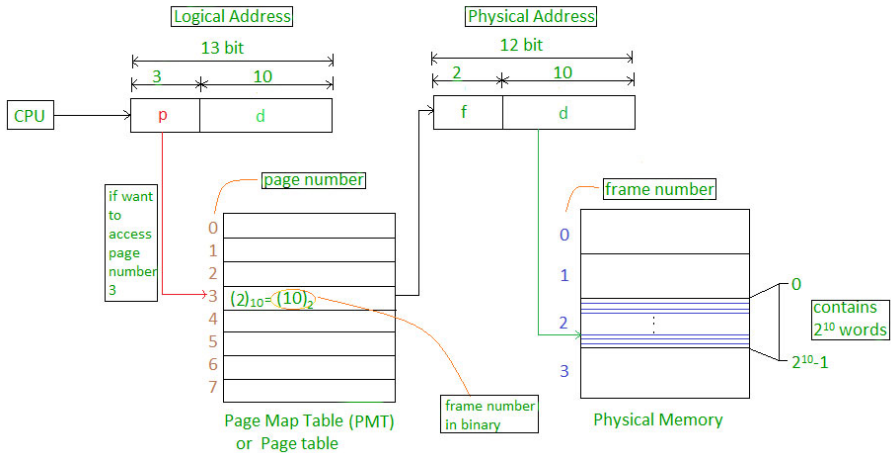 Logical Address
Physical Address
13 bit
12 bit
3
10
2
10
CPU
p
d
f
d
page number
frame number
if want
to
access
page
number
3
0
1
2
3
4
5
6
7
(2)10=(10)2
0
1
2
3
0
contains
2^10 words
2^10-1
frame number
in binary
Page Map Table (PMT)
or Page table
Physical Memory